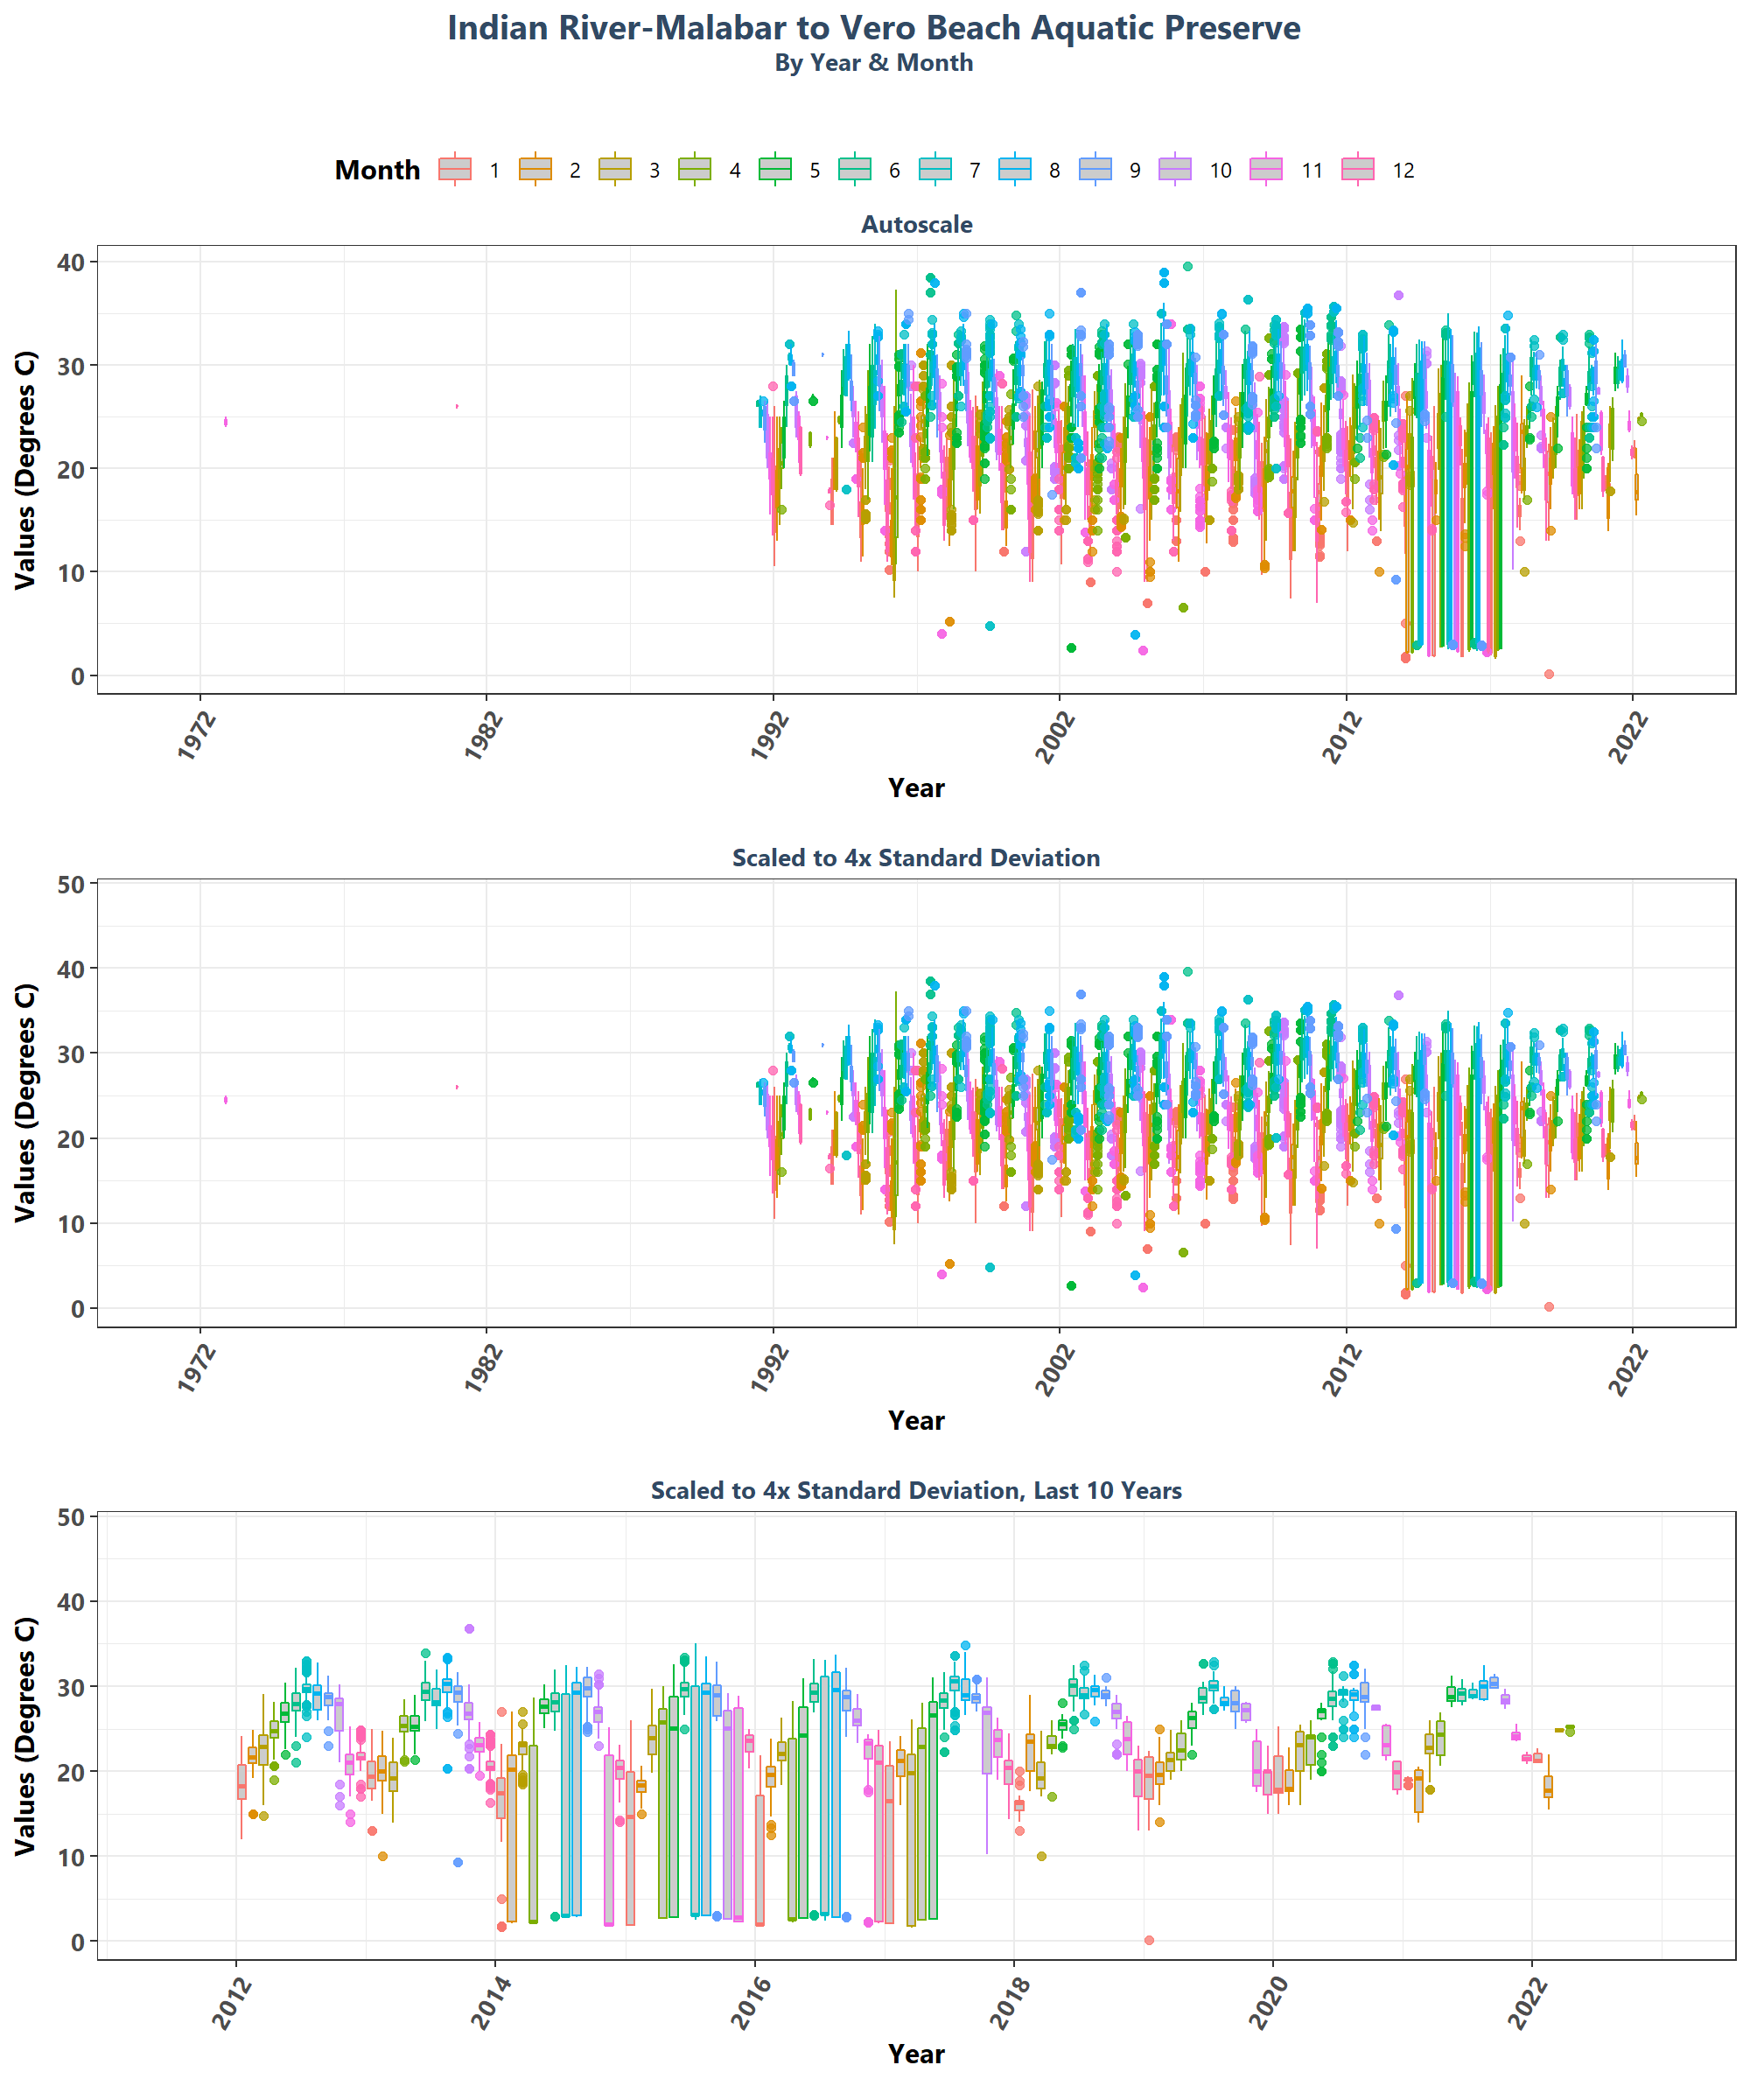 Indian River-Malabar to Vero Beach Aquatic Preserve
By Year & Month
Month 1 2 3 4 5 6 7 8 9 10 11 12
Autoscale
Values (Degrees C)
40
30
20
10
0
1972 1982 1992 2002 2012 2022
Year
Scaled to 4x Standard Deviation
Values (Degrees C)
50
40
30
20
10
0
1972 1982 1992 2002 2012 2022
Year
Scaled to 4x Standard Deviation, Last 10 Years
Values (Degrees C)
50
40
30
20
10
0
2012 2014 2016 2018 2020 2022
Year